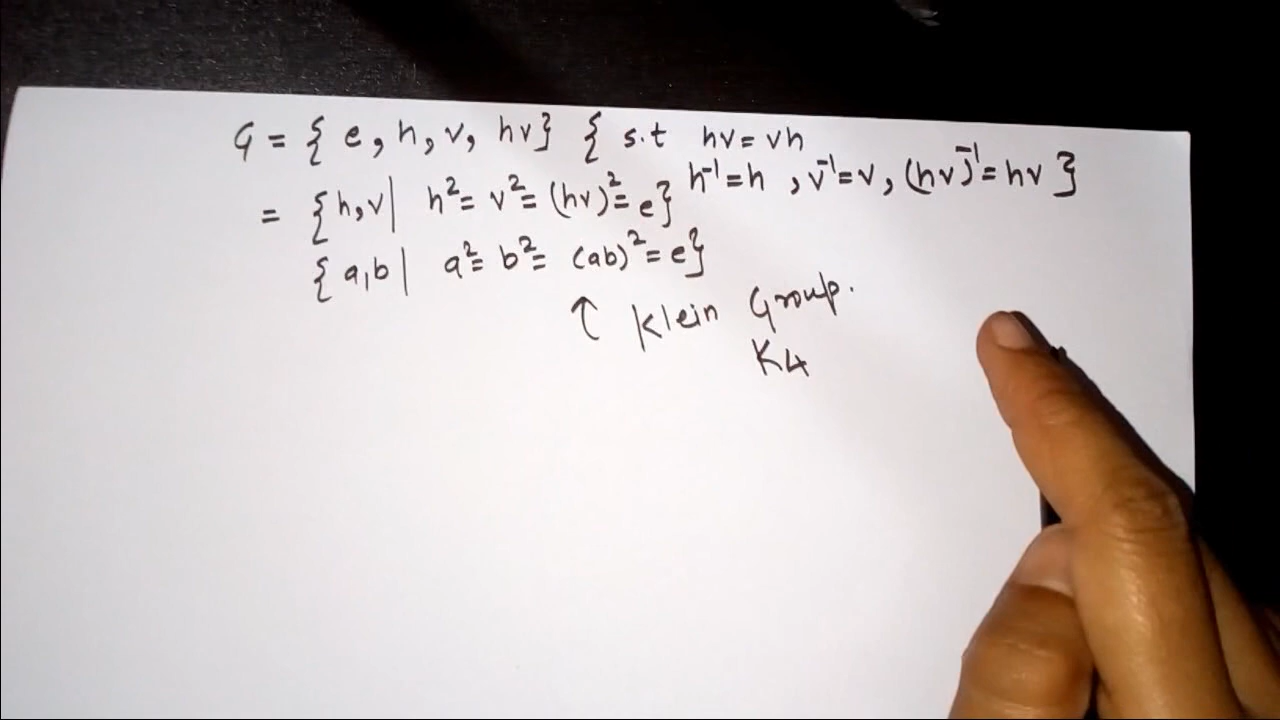 G = { e, h, v, hv} { s.t hv = vh
h⁻¹ = h , v⁻¹ = v, (hv)⁻¹ = hv }
= { h, v | h² = v² = (hv)² = e}
{ a, b | a² = b² = (ab)² = e}
↑ Klein Group.
K4